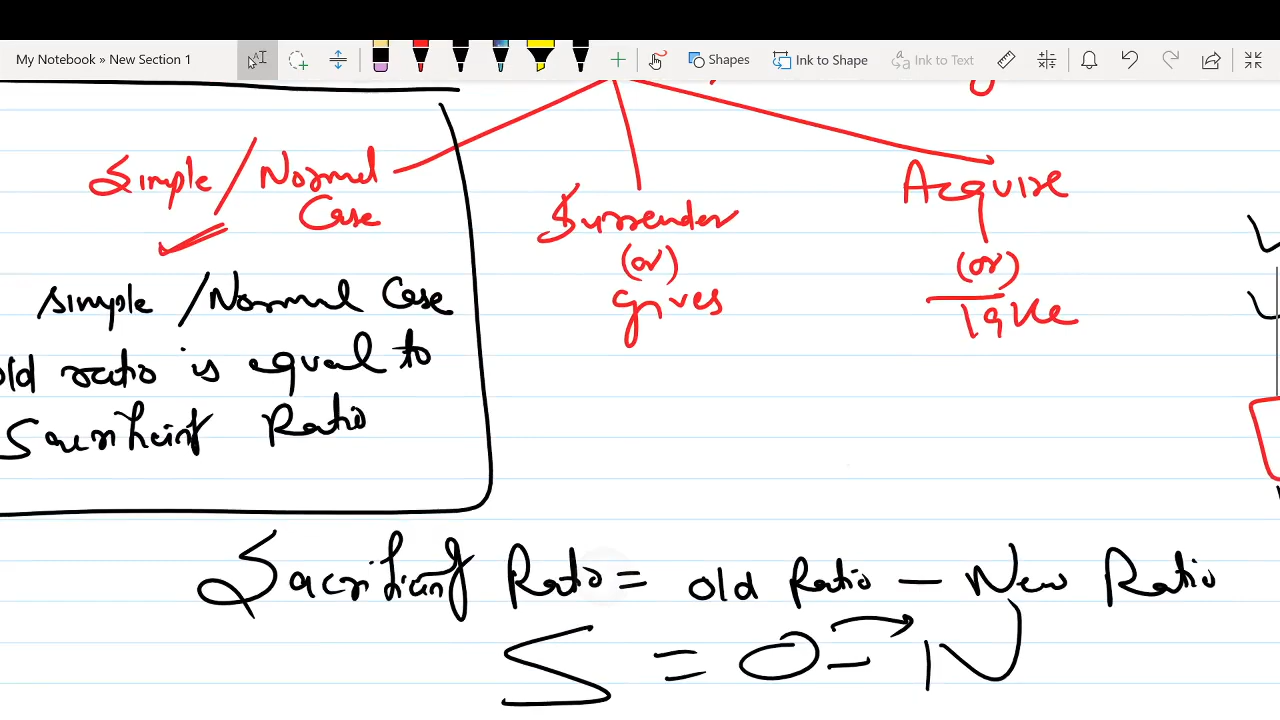 My Notebook » New Section 1
Shapes
Ink to Shape
Ink to Text
Simple / Normal
Case
Surrender
(or)
gives
Acquire
(or)
Take
Simple / Normal Case
old ratio is equal to
Sacrificing Ratio
Sacrificing Ratio = old Ratio - New Ratio
S = O - N